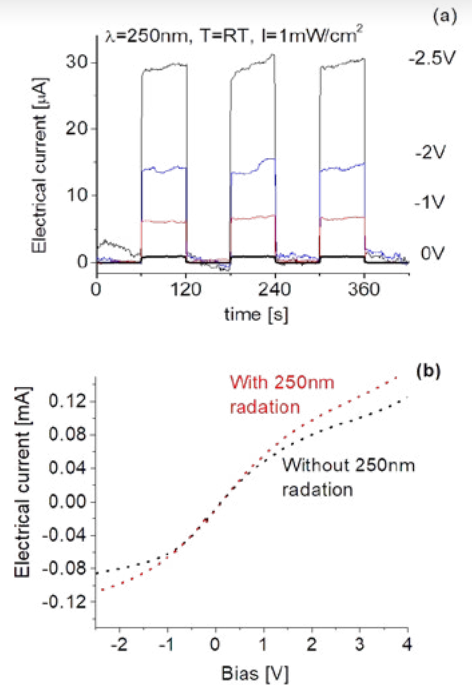 (a)
λ=250nm, T=RT, I=1mW/cm²
30
20
10
0
Electrical current [μA]
-2.5V
-2V
-1V
0V
0
120
240
360
time [s]
(b)
With 250nm
radation
Without 250nm
radation
0.12
0.08
0.04
0.00
-0.04
-0.08
-0.12
Electrical current [mA]
-2
-1
0
1
2
3
4
Bias [V]